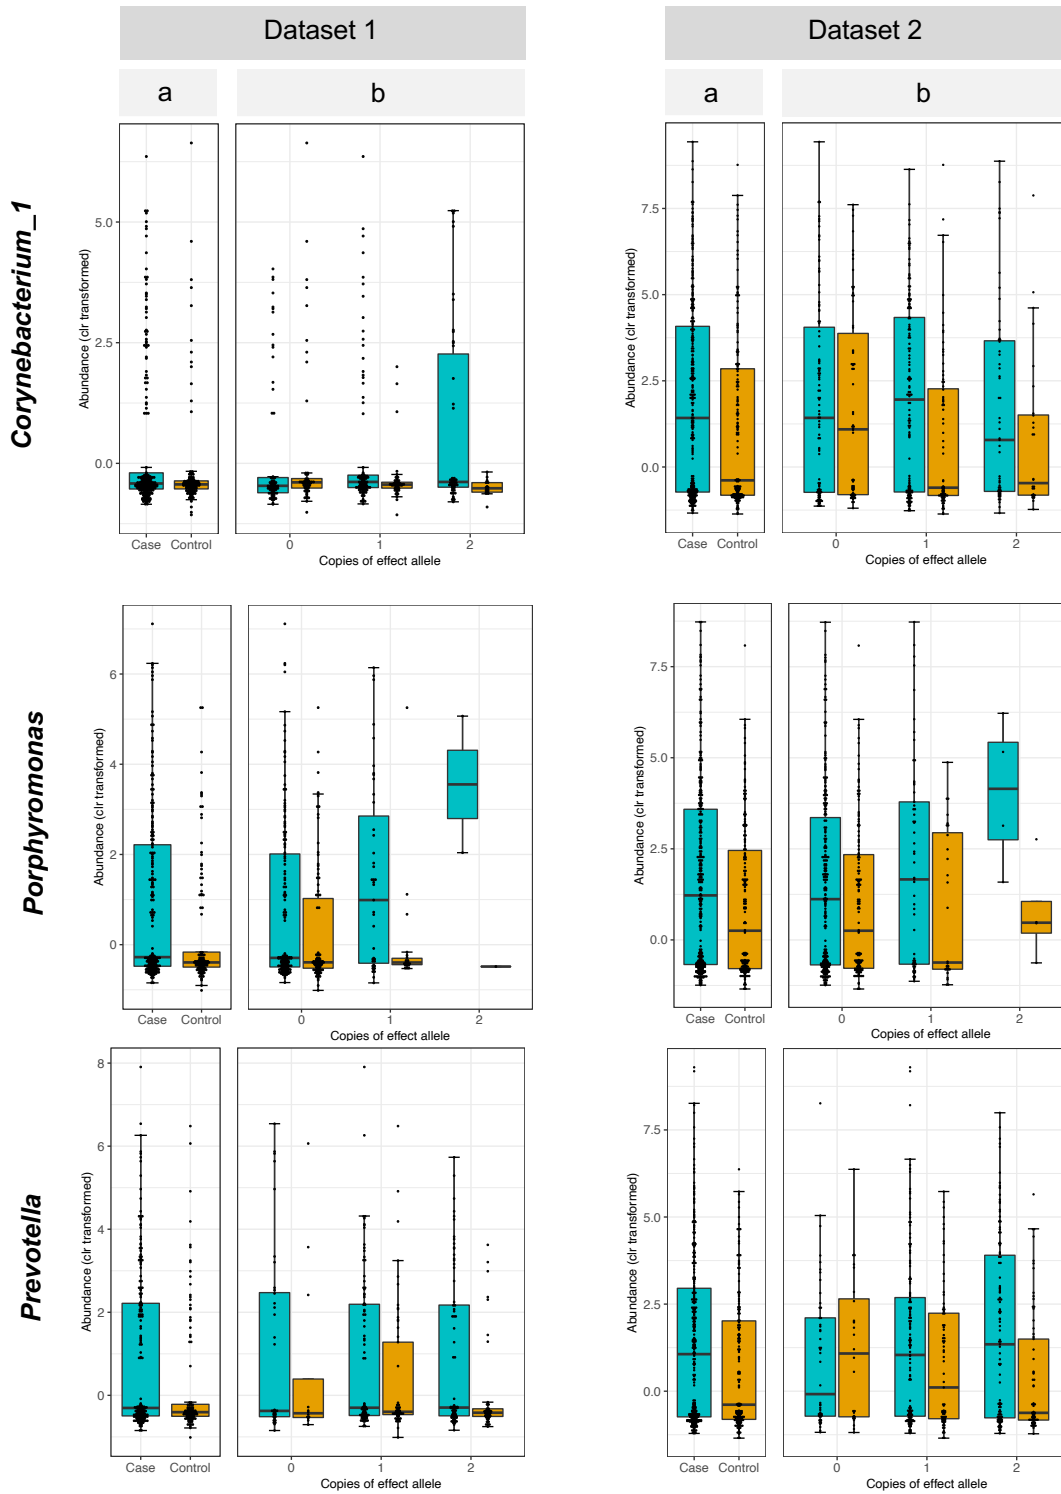 Dataset 1
Dataset 2
a
b
a
b
Corynebacterium_1
Abundance (clr transformed)
5.0
2.5
0.0
Case
Control
0
1
2
Copies of effect allele
Abundance (clr transformed)
7.5
5.0
2.5
0.0
Case
Control
0
1
2
Copies of effect allele
Porphyromonas
Abundance (clr transformed)
6
4
2
0
Case
Control
0
1
2
Copies of effect allele
Abundance (clr transformed)
7.5
5.0
2.5
0.0
Case
Control
0
1
2
Copies of effect allele
Prevotella
Abundance (clr transformed)
8
6
4
2
0
Case
Control
0
1
2
Copies of effect allele
Abundance (clr transformed)
7.5
5.0
2.5
0.0
Case
Control
0
1
2
Copies of effect allele